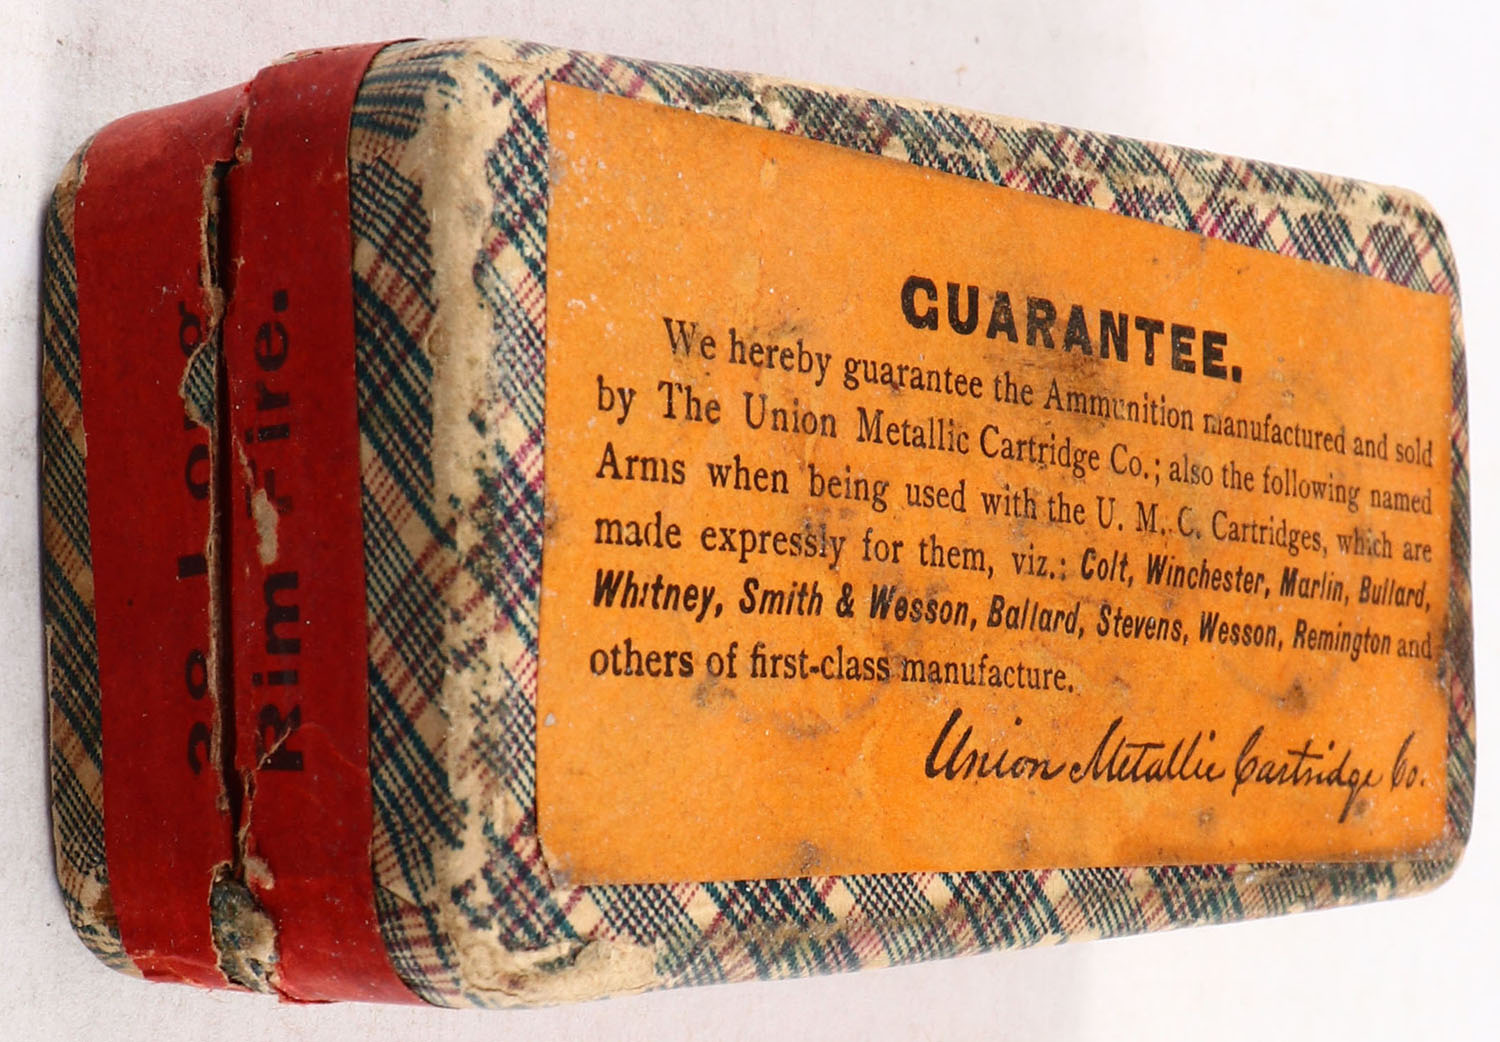 GUARANTEE.
We hereby guarantee the Ammunition manufactured and sold
by The Union Metallic Cartridge Co.; also the following named
Arms when being used with the U. M. C. Cartridges, which are
made expressly for them, viz.: Colt, Winchester, Marlin, Bullard,
Whitney, Smith & Wesson, Ballard, Stevens, Wesson, Remington and
others of first-class manufacture.
Union Metallic Cartridge Co.
Long
Rim Fire.